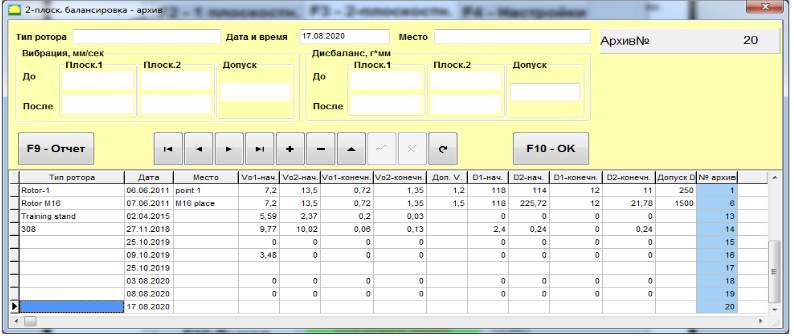 2-плоск. балансировка - архив
F2 - 1 плоскостн. F3 - 2-плоскостн. F4 - Настройки
Тип ротора Дата и время 17.08.2020 Место
Архив№ 20
Вибрация, мм/сек Дисбаланс, г*мм
Плоск.1 Плоск.2 Допуск Плоск.1 Плоск.2 Допуск
До До
После После
F9 - Отчет F10 - OK
Тип ротора Дата Место Vo1-нач. Vo2-нач. Vo1-конечн. Vo2-конечн. Доп. V. D1-нач. D2-нач. D1-конечн. D2-конечн. Допуск D № архив
Rotor-1 06.06.2011 point 1 7,2 13,5 0,72 1,35 1,2 118 114 12 11 250 1
Rotor M16 07.06.2011 M16 place 7,2 13,5 0,72 1,35 1,5 118 225,72 12 21,78 1500 6
Training stand 02.04.2015 5,59 2,37 0,2 0,03 13
308 27.11.2018 9,77 10,02 0,06 0,13 2,4 0,24 0 0,24 14
25.10.2019 0 0 0 0 0 0 0 0 15
09.10.2019 3,48 0 0 0 0 0 0 0 16
25.10.2019 17
03.08.2020 0 0 0 0 0 0 0 0 18
08.08.2020 0 0 0 0 0 0 0 0 19
17.08.2020 20